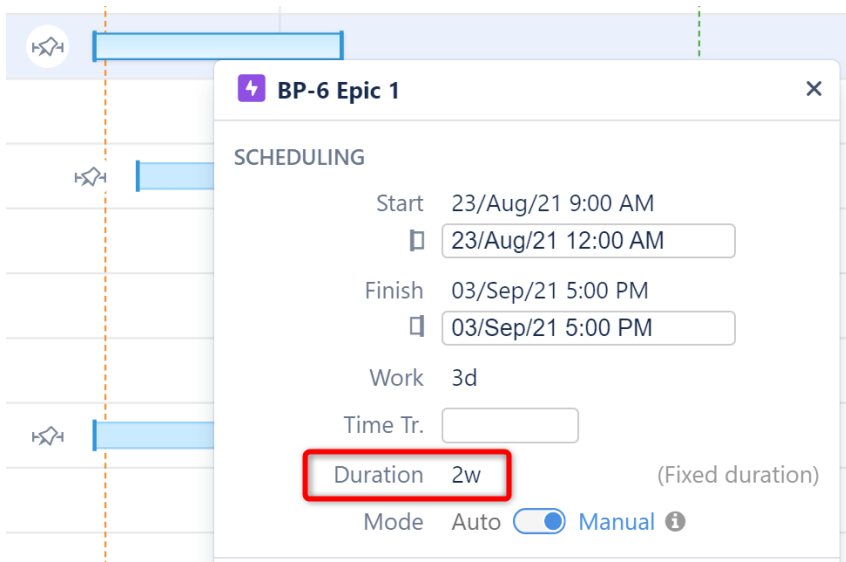 BP-6 Epic 1
SCHEDULING
Start 23/Aug/21 9:00 AM
23/Aug/21 12:00 AM
Finish 03/Sep/21 5:00 PM
03/Sep/21 5:00 PM
Work 3d
Time Tr.
Duration 2w (Fixed duration)
Mode Auto Manual